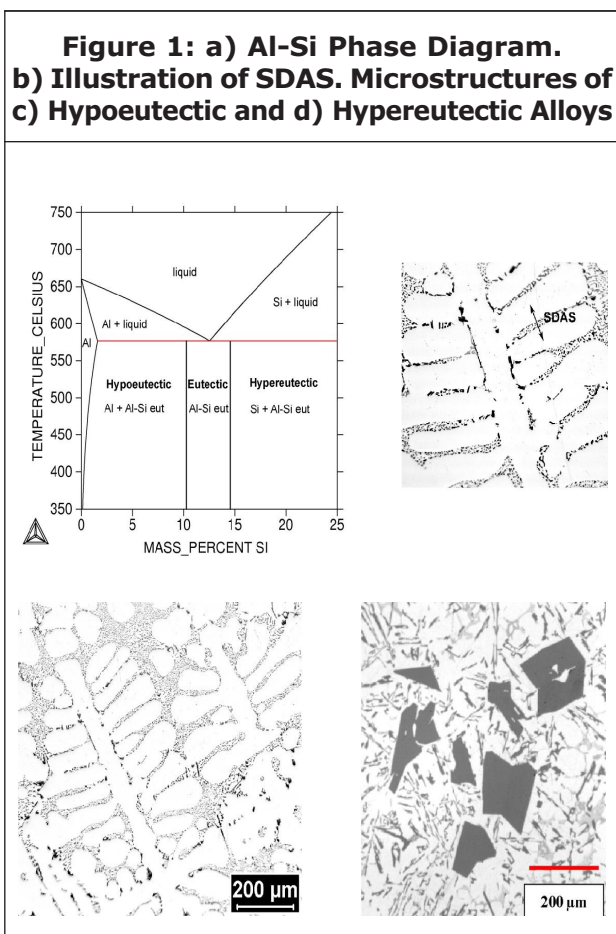 Figure 1: a) Al-Si Phase Diagram.
b) Illustration of SDAS. Microstructures of
c) Hypoeutectic and d) Hypereutectic Alloys
750
700
650
600
550
500
450
400
350
TEMPERATURE_CELSIUS
liquid
Si + liquid
Al + liquid
Al
Hypoeutectic
Al + Al-Si eut
Eutectic
Al-Si eut
Hypereutectic
Si + Al-Si eut
0 5 10 15 20 25
MASS_PERCENT SI
SDAS
200 µm
200 µm